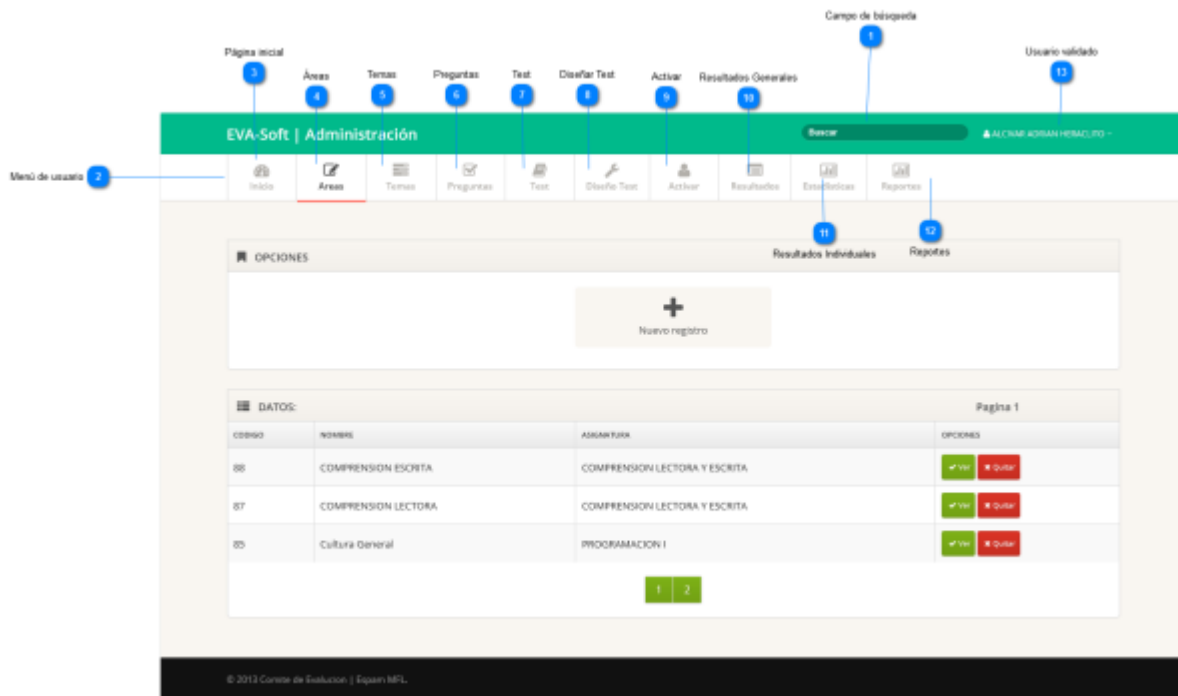 Campo de búsqueda
1
Página inicial
Usuario validado
3
13
Áreas
Temas
Preguntas
Test
Diseñar Test
Activar
Resultados Generales
4
5
6
7
8
9
10
EVA-Soft | Administración
Buscar
ALCIVAR ADRIAN HERACLITO
Menú de usuario
2
Inicio
Areas
Temas
Preguntas
Test
Diseño Test
Activar
Resultados
Estadisticas
Reportes
11
12
Resultados Individuales
Reportes
OPCIONES
Nuevo registro
DATOS:
Pagina 1
CODIGO
NOMBRE
ASIGNATURA
OPCIONES
88
COMPRENSION ESCRITA
COMPRENSION LECTORA Y ESCRITA
Ver
Quitar
87
COMPRENSION LECTORA
COMPRENSION LECTORA Y ESCRITA
Ver
Quitar
85
Cultura General
PROGRAMACION I
Ver
Quitar
1
2
© 2013 Comite de Evalucion | Espam MFL.